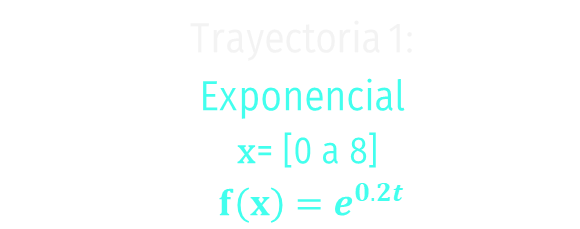 Trayectoria 1:
Exponencial
x= [0 a 8]
f(x) = e^0.2t